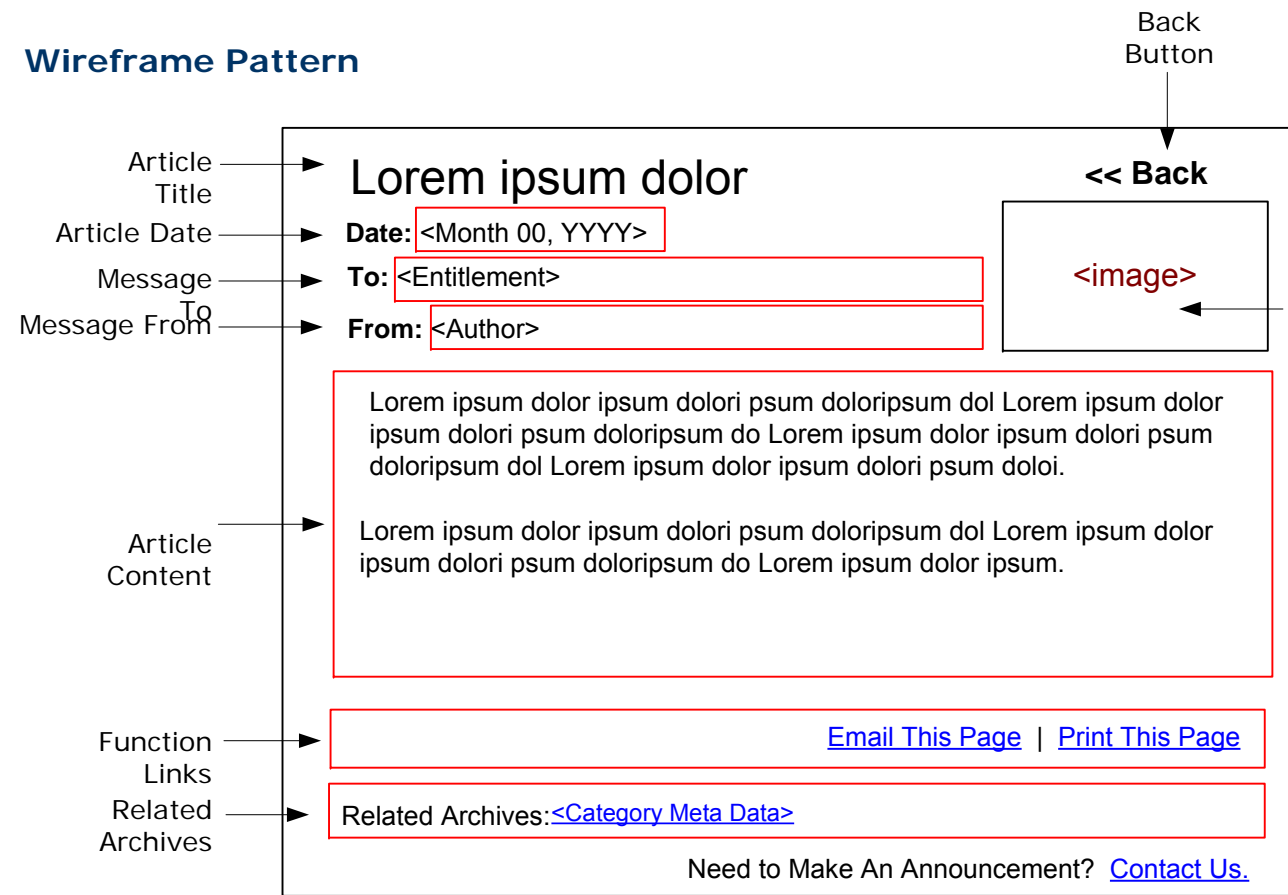 Back
Button
Wireframe Pattern
Article
Title
Lorem ipsum dolor
<< Back
Article Date
Date: <Month 00, YYYY>
Message
To
To: <Entitlement>
<image>
Message From
From: <Author>
Lorem ipsum dolor ipsum dolori psum doloripsum dol Lorem ipsum dolor
ipsum dolori psum doloripsum do Lorem ipsum dolor ipsum dolori psum
doloripsum dol Lorem ipsum dolor ipsum dolori psum doloi.
Article
Content
Lorem ipsum dolor ipsum dolori psum doloripsum dol Lorem ipsum dolor
ipsum dolori psum doloripsum do Lorem ipsum dolor ipsum.
Function
Links
Email This Page | Print This Page
Related
Archives
Related Archives:<Category Meta Data>
Need to Make An Announcement? Contact Us.